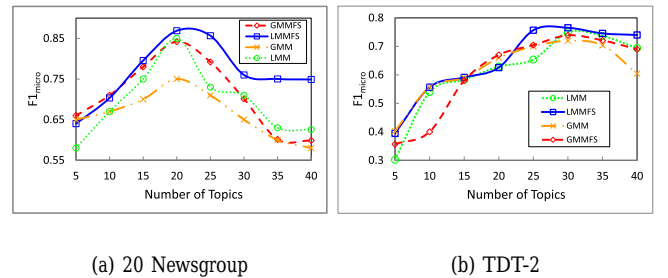 0.85
0.75
0.65
0.55
F1micro
5 10 15 20 25 30 35 40
Number of Topics
GMMFS
LMMFS
GMM
LMM
0.8
0.7
0.6
0.5
0.4
0.3
F1micro
5 10 15 20 25 30 35 40
Number of Topics
LMM
LMMFS
GMM
GMMFS
(a) 20 Newsgroup
(b) TDT-2